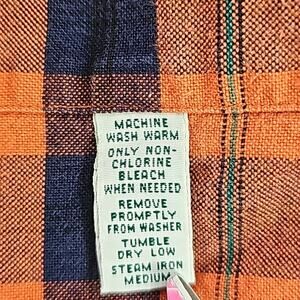 MACHINE
WASH WARM
ONLY NON-
CHLORINE
BLEACH
WHEN NEEDED
REMOVE
PROMPTLY
FROM WASHER
TUMBLE
DRY LOW
STEAM IRON
MEDIUM